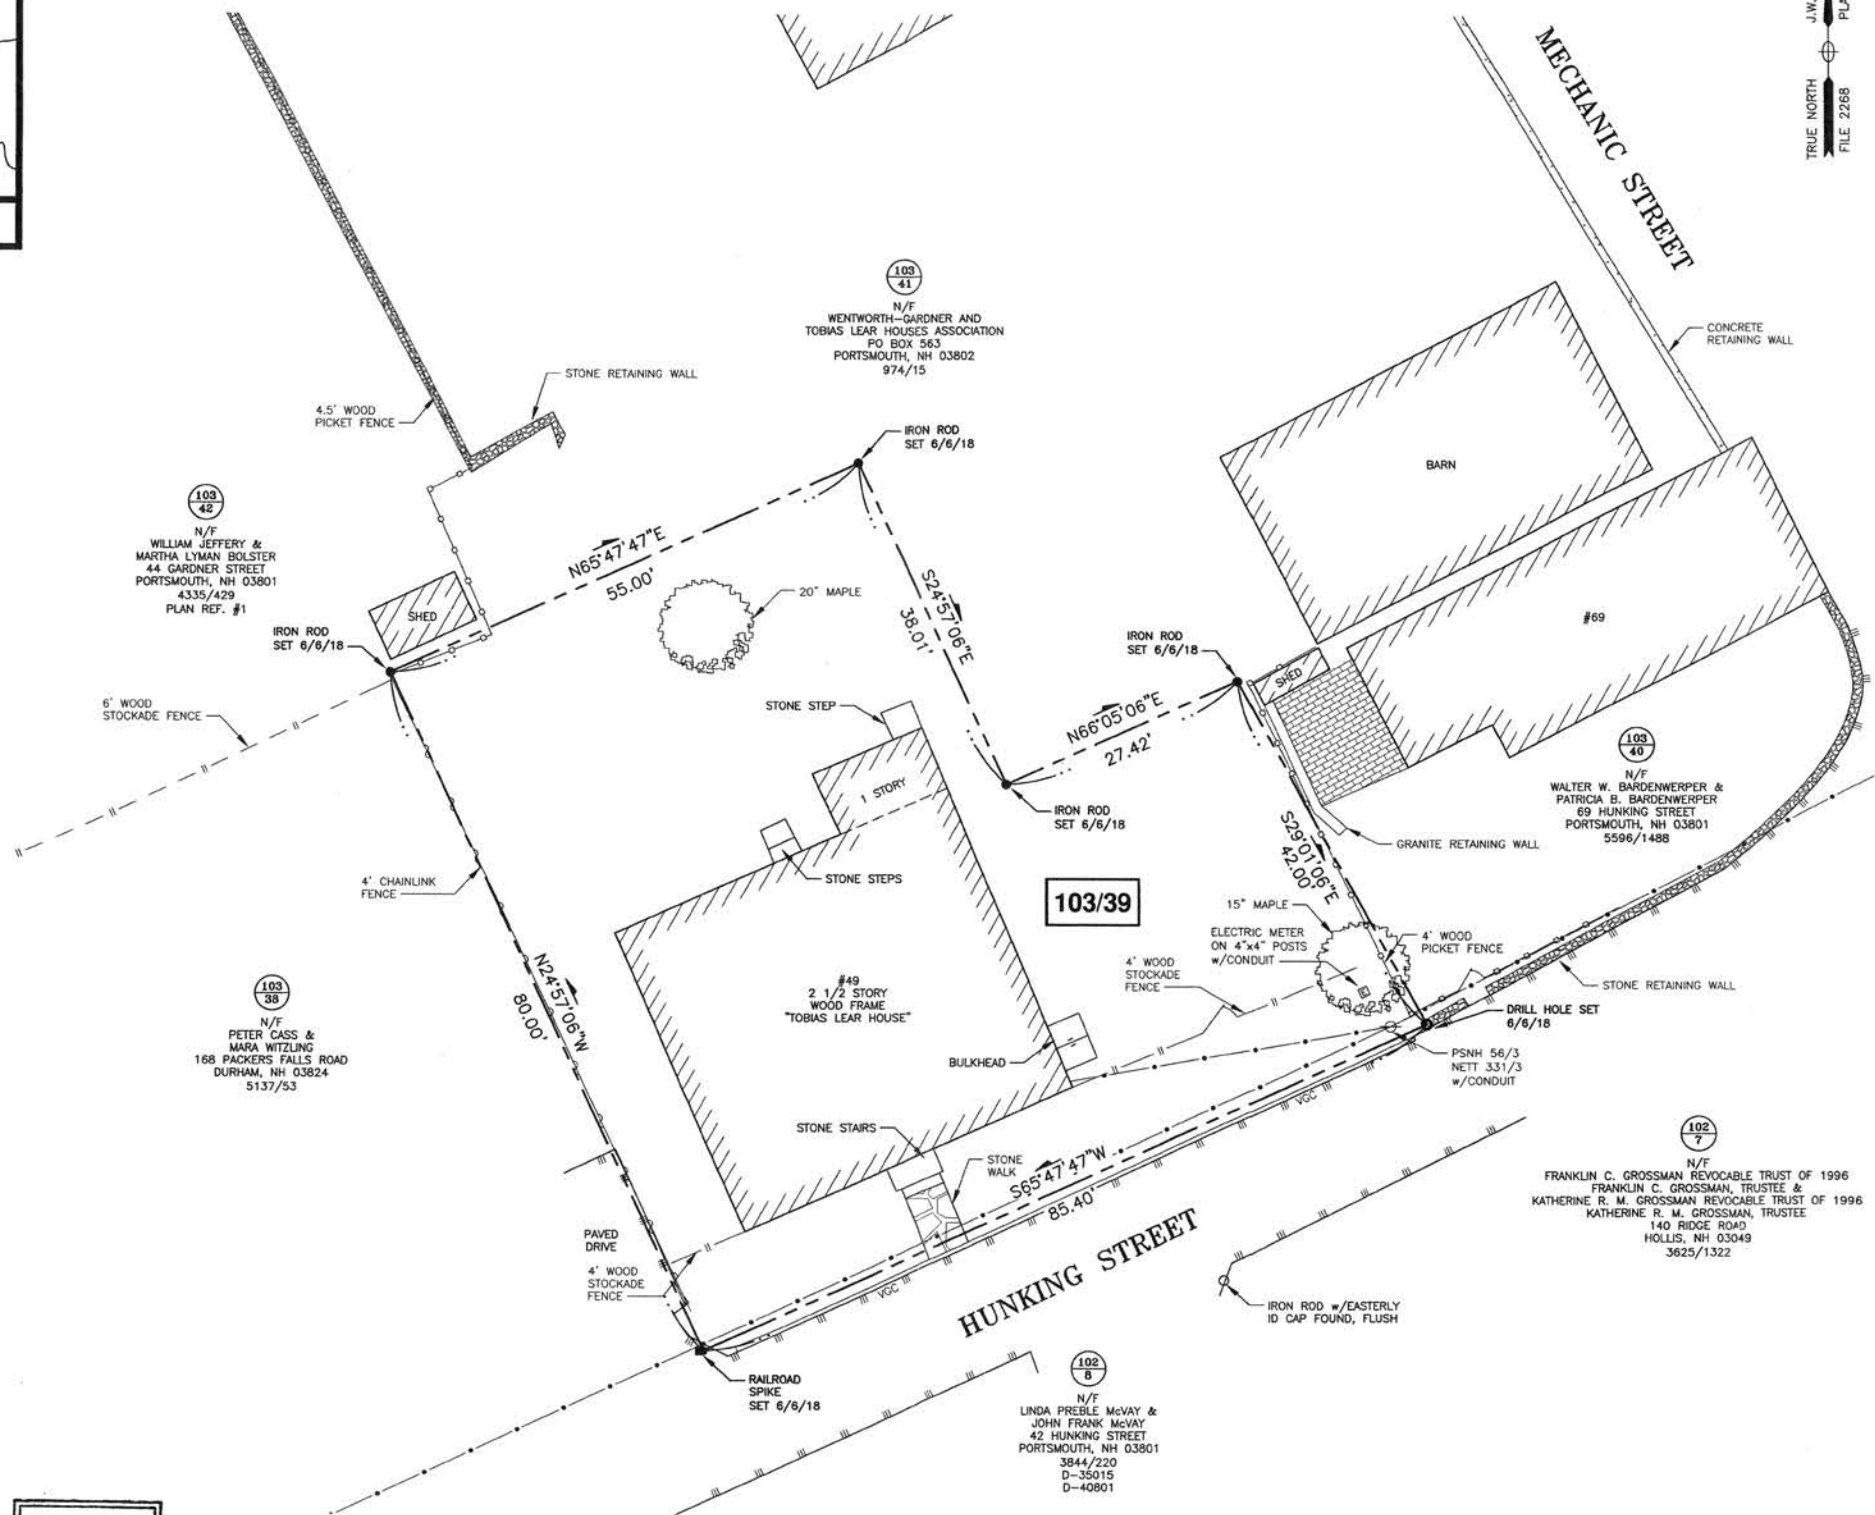 J.W.
PLA
TRUE NORTH
FILE 2268
MECHANIC STREET
103
41
N/F
WENTWORTH-GARDNER AND
TOBIAS LEAR HOUSES ASSOCIATION
PO BOX 563
PORTSMOUTH, NH 03802
974/15
CONCRETE
RETAINING WALL
STONE RETAINING WALL
4.5' WOOD
PICKET FENCE
IRON ROD
SET 6/6/18
BARN
103
42
N/F
WILLIAM JEFFERY &
MARTHA LYMAN BOLSTER
44 GARDNER STREET
PORTSMOUTH, NH 03801
4335/429
PLAN REF. #1
N65°47'47"E
55.00'
20" MAPLE
SHED
IRON ROD
SET 6/6/18
S24°57'06"E
38.01'
IRON ROD
SET 6/6/18
SHED
#69
6' WOOD
STOCKADE FENCE
STONE STEP
N66°05'06"E
27.42'
103
40
N/F
WALTER W. BARDENWERPER &
PATRICIA B. BARDENWERPER
69 HUNKING STREET
PORTSMOUTH, NH 03801
5596/1488
1 STORY
IRON ROD
SET 6/6/18
S29°01'06"E
42.00'
GRANITE RETAINING WALL
4' CHAINLINK
FENCE
STONE STEPS
103/39
15" MAPLE
ELECTRIC METER
ON 4"x4" POSTS
w/CONDUIT
4' WOOD
PICKET FENCE
4' WOOD
STOCKADE
FENCE
N24°57'06"W
80.00'
#49
2 1/2 STORY
WOOD FRAME
"TOBIAS LEAR HOUSE"
STONE RETAINING WALL
103
38
N/F
PETER CASS &
MARA WITZLING
168 PACKERS FALLS ROAD
DURHAM, NH 03824
5137/53
DRILL HOLE SET
6/6/18
BULKHEAD
PSNH 56/3
NETT 331/3
w/CONDUIT
VGC
STONE STAIRS
STONE
WALK
S65°47'47"W
85.40'
102
7
N/F
FRANKLIN C. GROSSMAN REVOCABLE TRUST OF 1996
FRANKLIN C. GROSSMAN, TRUSTEE &
KATHERINE R. M. GROSSMAN REVOCABLE TRUST OF 1996
KATHERINE R. M. GROSSMAN, TRUSTEE
140 RIDGE ROAD
HOLLIS, NH 03049
3625/1322
PAVED
DRIVE
4' WOOD
STOCKADE
FENCE
VGC
HUNKING STREET
IRON ROD w/EASTERLY
ID CAP FOUND, FLUSH
RAILROAD
SPIKE
SET 6/6/18
102
8
N/F
LINDA PREBLE McVAY &
JOHN FRANK McVAY
42 HUNKING STREET
PORTSMOUTH, NH 03801
3844/220
D-35015
D-40801